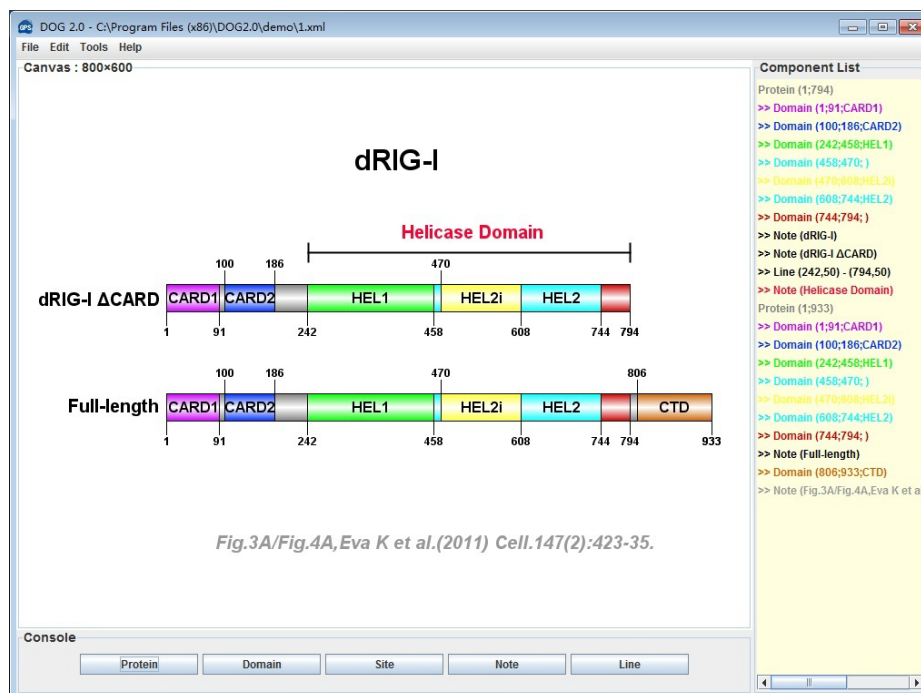 DOG 2.0 - C:\Program Files (x86)\DOG2.0\demo\1.xml
File Edit Tools Help
Canvas : 800×600
dRIG-I
Helicase Domain
100 186 470
dRIG-I ΔCARD CARD1 CARD2 HEL1 HEL2i HEL2
1 91 242 458 608 744 794
100 186 470 806
Full-length CARD1 CARD2 HEL1 HEL2i HEL2 CTD
1 91 242 458 608 744 794 933
Fig.3A/Fig.4A,Eva K et al.(2011) Cell.147(2):423-35.
Component List
Protein (1;794)
>> Domain (1;91;CARD1)
>> Domain (100;186;CARD2)
>> Domain (242;458;HEL1)
>> Domain (458;470; )
>> Domain (470;608;HEL2i)
>> Domain (608;744;HEL2)
>> Domain (744;794; )
>> Note (dRIG-I)
>> Note (dRIG-I ΔCARD)
>> Line (242,50) - (794,50)
>> Note (Helicase Domain)
Protein (1;933)
>> Domain (1;91;CARD1)
>> Domain (100;186;CARD2)
>> Domain (242;458;HEL1)
>> Domain (458;470; )
>> Domain (470;608;HEL2i)
>> Domain (608;744;HEL2)
>> Domain (744;794; )
>> Note (Full-length)
>> Domain (806;933;CTD)
>> Note (Fig.3A/Fig.4A,Eva K et a
Console
Protein Domain Site Note Line